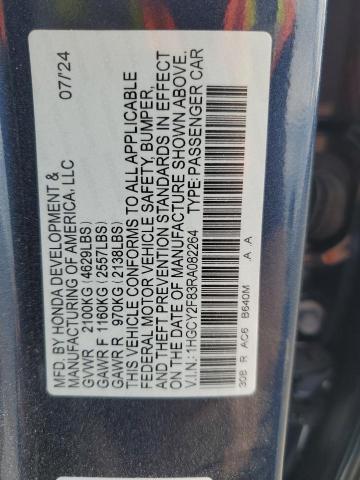 MFD. BY HONDA DEVELOPMENT & 07/'24
MANUFACTURING OF AMERICA, LLC
GVWR 2100KG (4629LBS)
GAWR F 1160KG (2557LBS)
GAWR R 970KG (2138LBS)
THIS VEHICLE CONFORMS TO ALL APPLICABLE
FEDERAL MOTOR VEHICLE SAFETY, BUMPER,
AND THEFT PREVENTION STANDARDS IN EFFECT
ON THE DATE OF MANUFACTURE SHOWN ABOVE.
V.I.N.: 1HGCY2F83RA082264 TYPE: PASSENGER CAR
308 R AC6 B640M A A